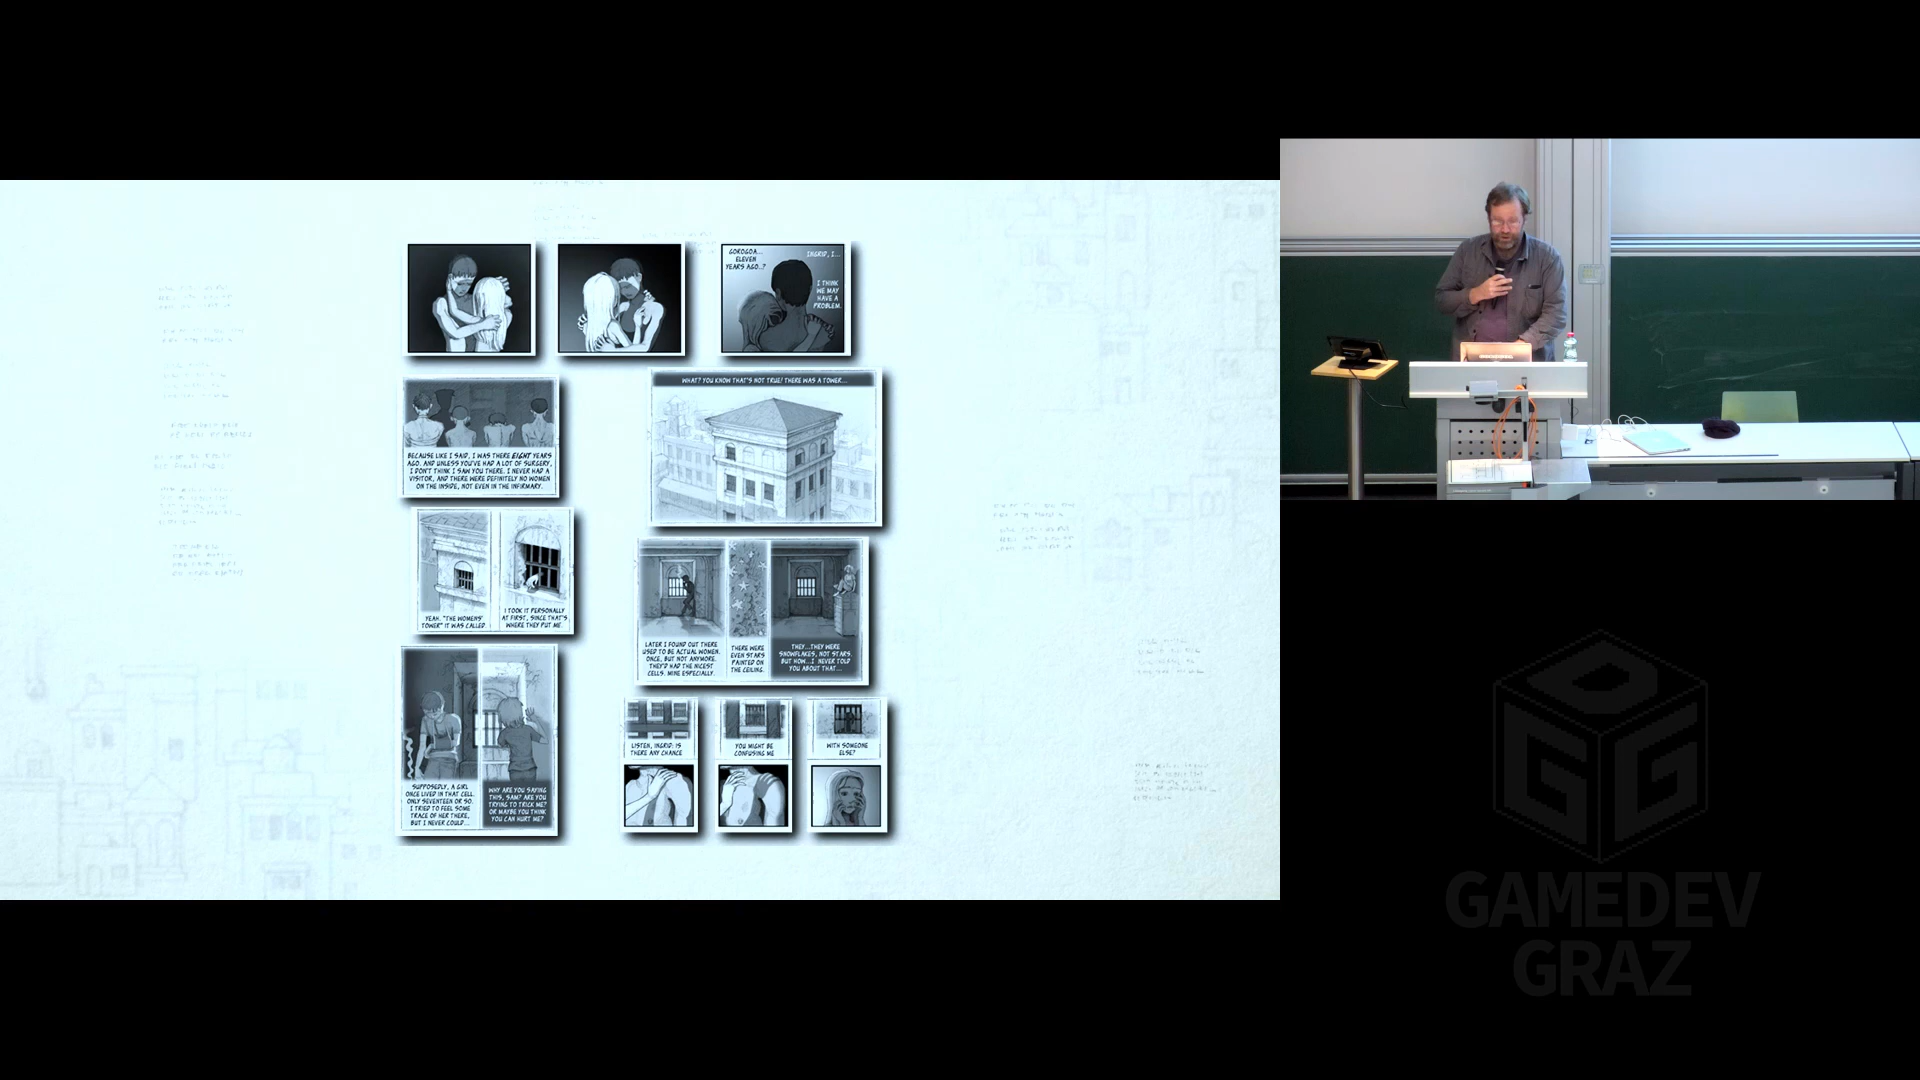 GOROGOA...
ELEVEN
YEARS AGO..?
INGRID, I...
I THINK
WE MAY
HAVE A
PROBLEM.
BECAUSE LIKE I SAID, I WAS THERE EIGHT YEARS
AGO. AND UNLESS YOU'VE HAD A LOT OF SURGERY,
I DON'T THINK I SAW YOU THERE. I NEVER HAD A
VISITOR, AND THERE WERE DEFINITELY NO WOMEN
ON THE INSIDE, NOT EVEN IN THE INFIRMARY.
WHAT? YOU KNOW THAT'S NOT TRUE! THERE WAS A TOWER...
YEAH. "THE WOMENS'
TOWER" IT WAS CALLED.
I TOOK IT PERSONALLY
AT FIRST, SINCE THAT'S
WHERE THEY PUT ME.
LATER I FOUND OUT THERE
USED TO BE ACTUAL WOMEN.
ONCE, BUT NOT ANYMORE.
THEY'D HAD THE NICEST
CELLS. MINE ESPECIALLY.
THERE WERE
EVEN STARS
PAINTED ON
THE CEILING.
THEY...THEY WERE
SNOWFLAKES, NOT STARS.
BUT HOW...I NEVER TOLD
YOU ABOUT THAT...
SUPPOSEDLY, A GIRL
ONCE LIVED IN THAT CELL.
ONLY SEVENTEEN OR SO.
I TRIED TO FEEL SOME
TRACE OF HER THERE,
BUT I NEVER COULD...
WHY ARE YOU SAYING
THIS, SAM? ARE YOU
TRYING TO TRICK ME?
OR MAYBE YOU THINK
YOU CAN HURT ME?
LISTEN, INGRID: IS
THERE ANY CHANCE
YOU MIGHT BE
CONFUSING ME
WITH SOMEONE
ELSE?
GAMEDEV
GRAZ